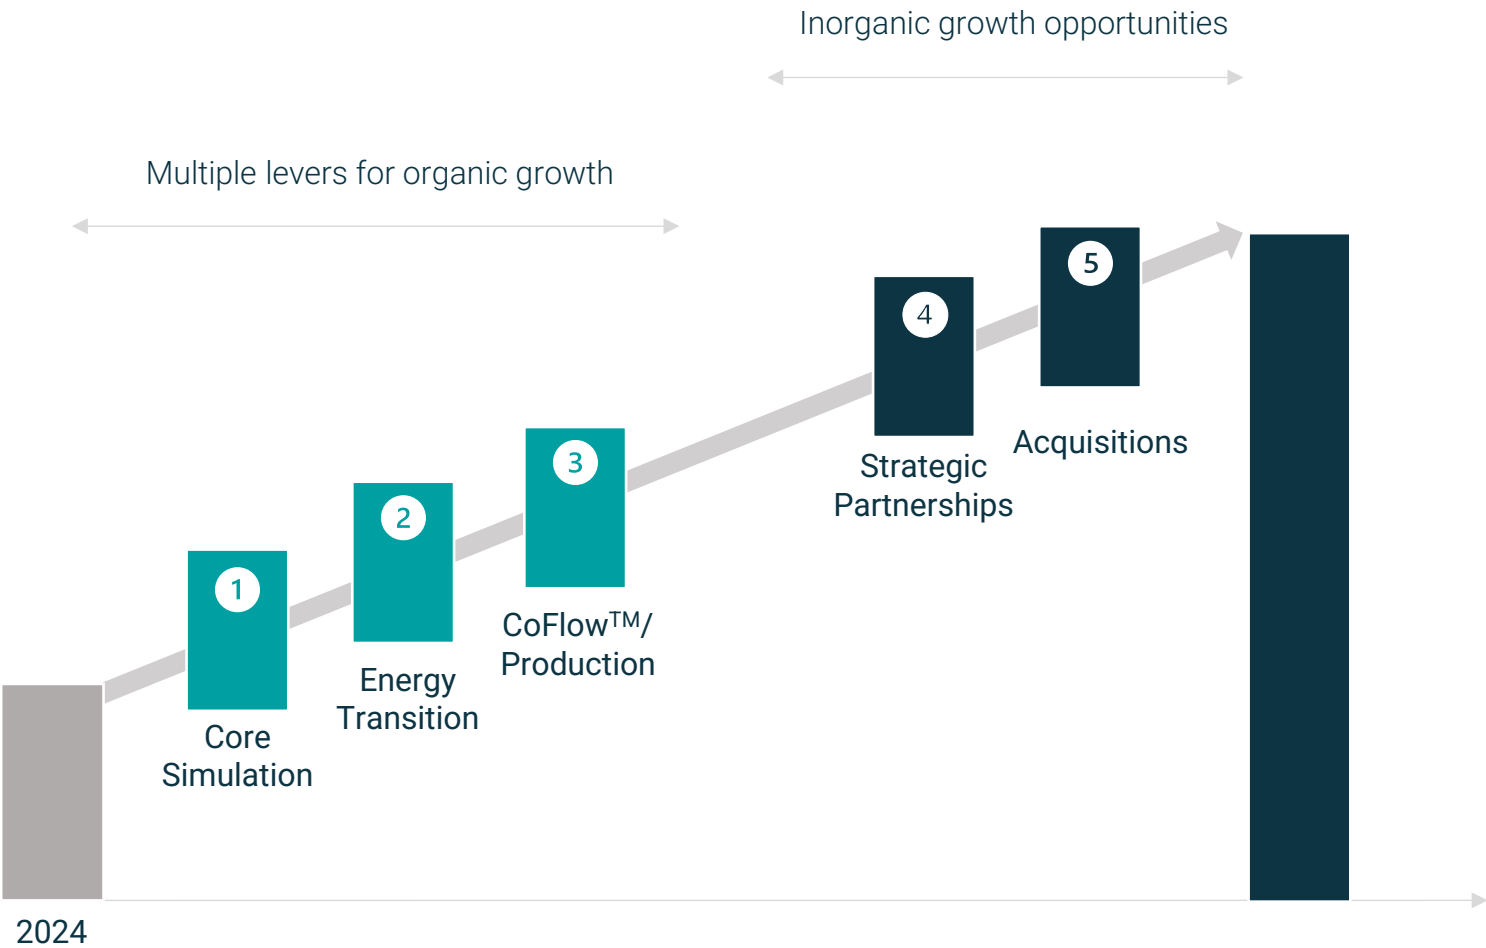 Inorganic growth opportunities
Multiple levers for organic growth
1
Core
Simulation
2
Energy
Transition
3
CoFlow™/
Production
4
Strategic
Partnerships
5
Acquisitions
2024